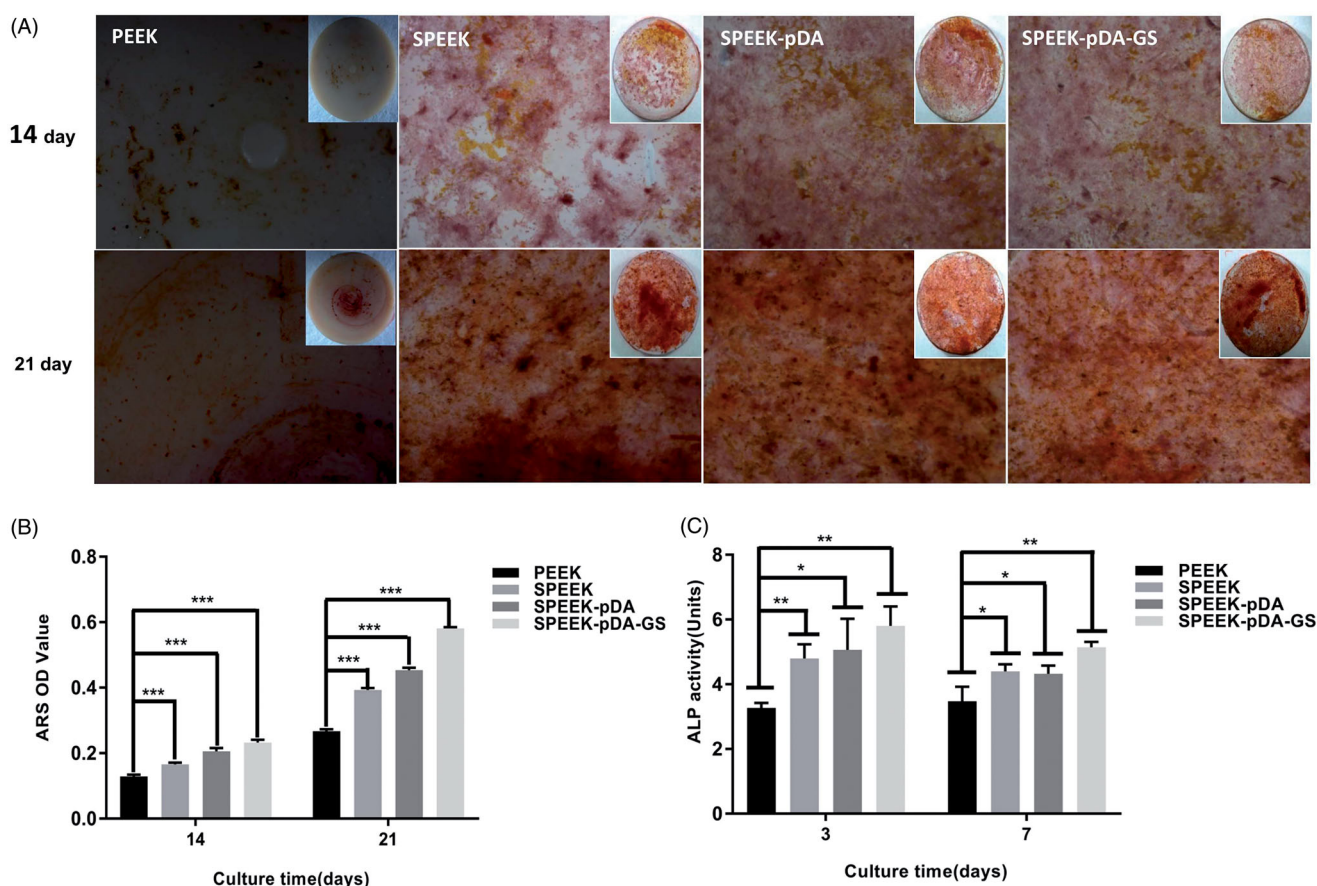 (A)
PEEK
SPEEK
SPEEK-pDA
SPEEK-pDA-GS
14 day
21 day
(B)
0.8
0.6
0.4
0.2
0.0
ARS OD Value
***
***
***
***
***
***
14
21
Culture time(days)
PEEK
SPEEK
SPEEK-pDA
SPEEK-pDA-GS
(C)
8
6
4
2
0
ALP activity(Units)
**
*
**
**
*
*
3
7
Culture time(days)
PEEK
SPEEK
SPEEK-pDA
SPEEK-pDA-GS